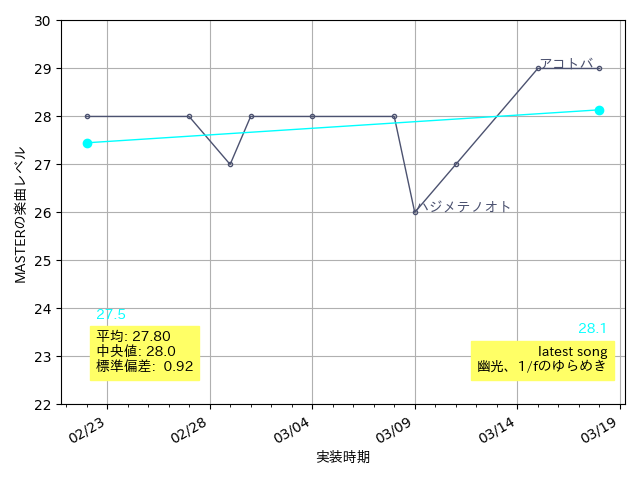 30
29
28
27
26
25
24
23
22
MASTERの楽曲レベル
アコトバ
ハジメテノオト
27.5
平均: 27.80
中央値: 28.0
標準偏差: 0.92
28.1
latest song
幽光、1/fのゆらめき
02/23
02/28
03/04
03/09
03/14
03/19
実装時期